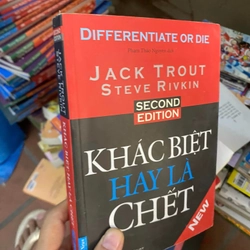 DIFFERENTIATE OR DIE
JACK TROUT
STEVE RIVKIN
SECOND
EDITION
KHÁC BIỆT
HAY LÀ
CHẾT
NEW